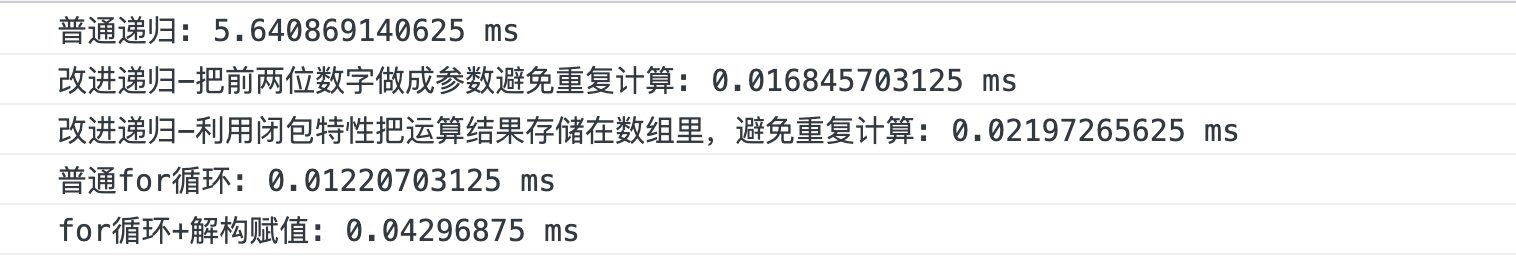 普通递归: 5.640869140625 ms
改进递归-把前两位数字做成参数避免重复计算: 0.016845703125 ms
改进递归-利用闭包特性把运算结果存储在数组里，避免重复计算: 0.02197265625 ms
普通for循环: 0.01220703125 ms
for循环+解构赋值: 0.04296875 ms